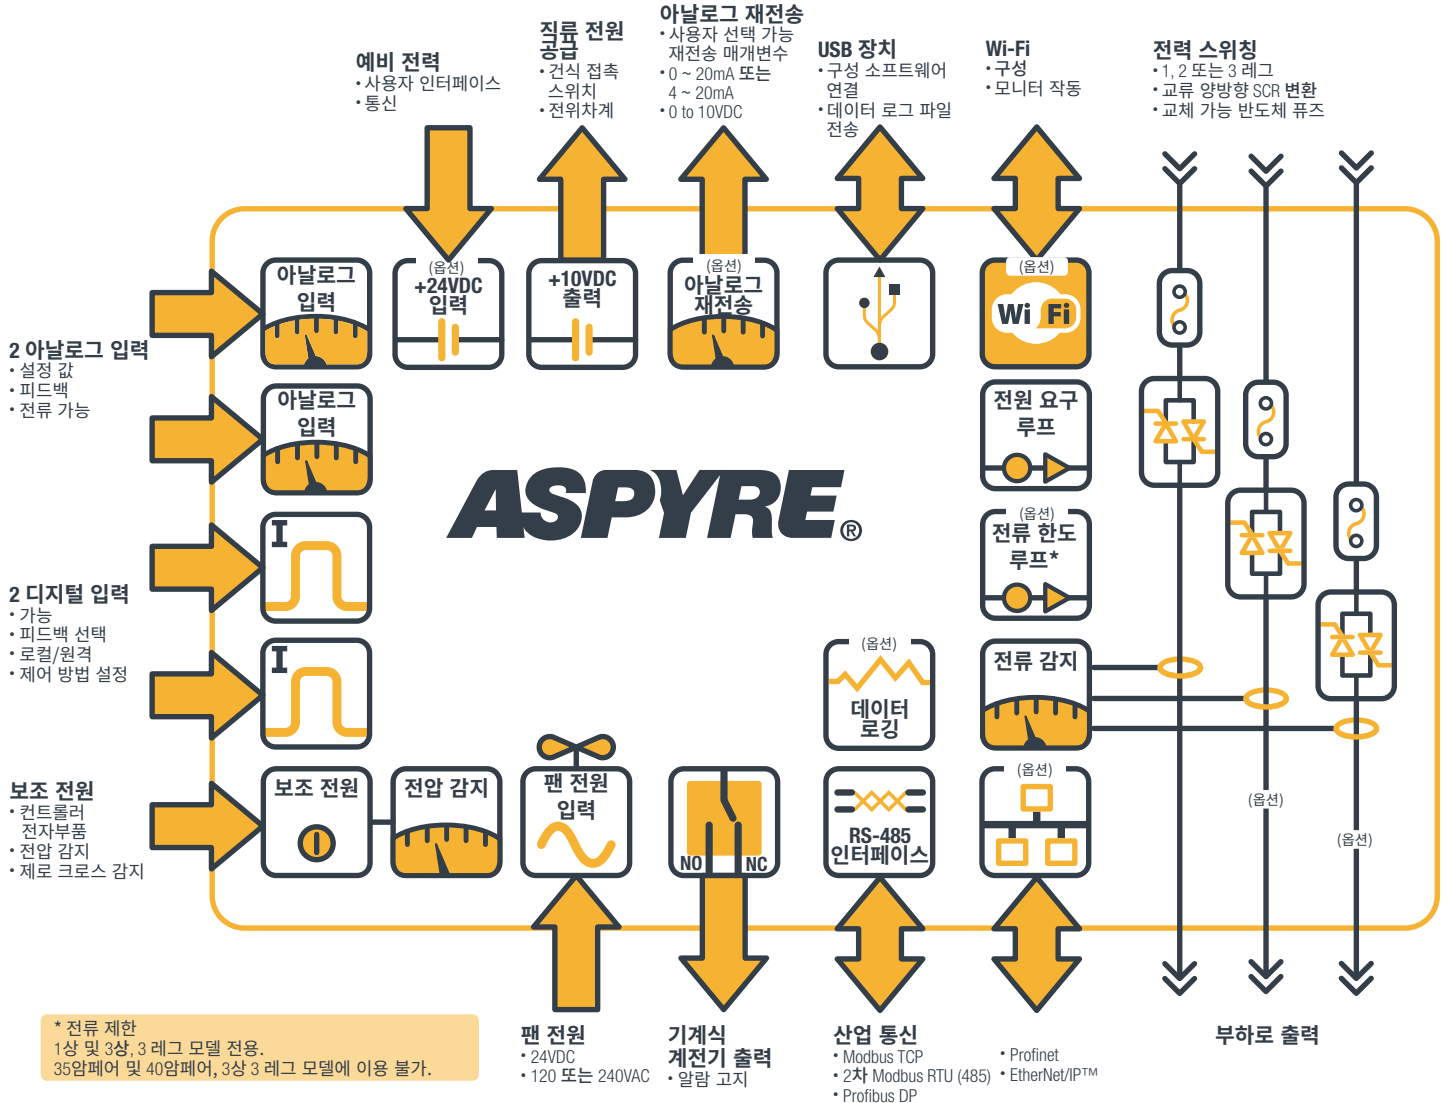 예비 전력
• 사용자 인터페이스
• 통신
직류 전원
공급
• 건식 접촉
스위치
• 전위차계
아날로그 재전송
• 사용자 선택 가능
재전송 매개변수
• 0 ~ 20mA 또는
4 ~ 20mA
• 0 to 10VDC
USB 장치
• 구성 소프트웨어
연결
• 데이터 로그 파일
전송
Wi-Fi
• 구성
• 모니터 작동
전력 스위칭
• 1, 2 또는 3 레그
• 교류 양방향 SCR 변환
• 교체 가능 반도체 퓨즈
2 아날로그 입력
• 설정 값
• 피드백
• 전류 가능
2 디지털 입력
• 가능
• 피드백 선택
• 로컬/원격
• 제어 방법 설정
보조 전원
• 컨트롤러
전자부품
• 전압 감지
• 제로 크로스 감지
아날로그
입력
(옵션)
+24VDC
입력
+10VDC
출력
(옵션)
아날로그
재전송
(옵션)
Wi Fi
아날로그
입력
전원 요구
루프
ASPYRE®
I
(옵션)
전류 한도
루프*
I
(옵션)
데이터
로깅
전류 감지
보조 전원
전압 감지
팬 전원
입력
NO
NC
RS-485
인터페이스
(옵션)
(옵션)
(옵션)
팬 전원
• 24VDC
• 120 또는 240VAC
기계식
계전기 출력
• 알람 고지
산업 통신
• Modbus TCP
• 2차 Modbus RTU (485)
• Profibus DP
• Profinet
• EtherNet/IP™
부하로 출력
* 전류 제한
1상 및 3상, 3 레그 모델 전용.
35암페어 및 40암페어, 3상 3 레그 모델에 이용 불가.